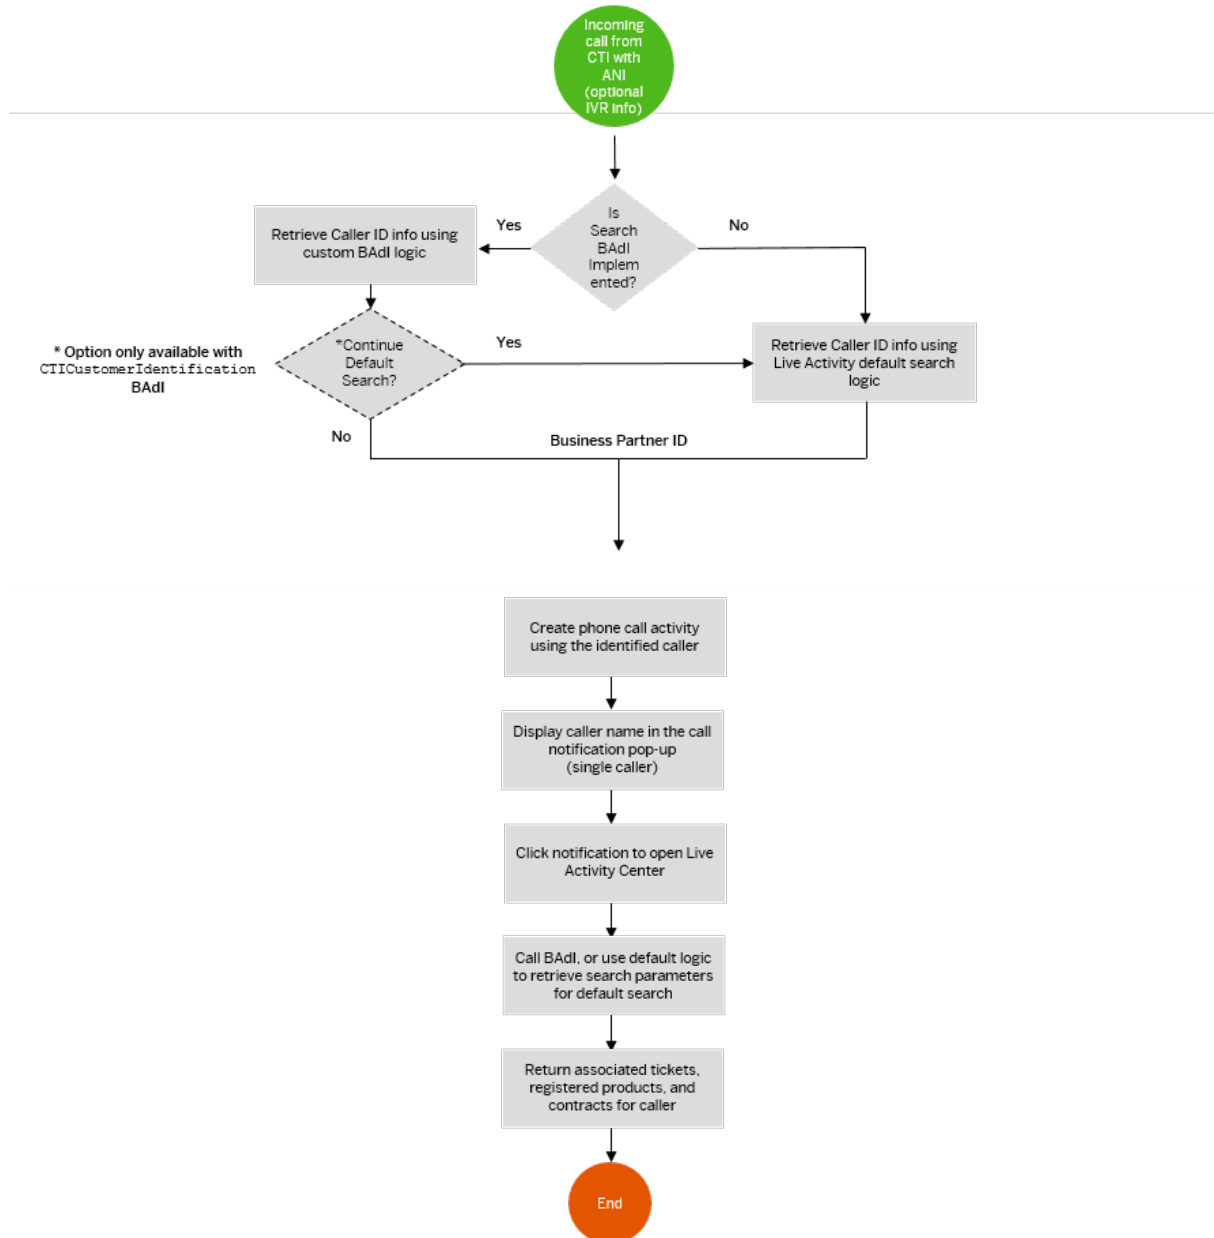 Incoming
call from
CTI with
ANI
(optional
IVR info)
Is
Search
BAdI
Implem
ented?
Yes
No
Retrieve Caller ID info using
custom BAdI logic
*Continue
Default
Search?
Yes
No
* Option only available with
CTICustomerIdentification
BAdI
Retrieve Caller ID info using
Live Activity default search
logic
Business Partner ID
Create phone call activity
using the identified caller
Display caller name in the call
notification pop-up
(single caller)
Click notification to open Live
Activity Center
Call BAdI, or use default logic
to retrieve search parameters
for default search
Return associated tickets,
registered products, and
contracts for caller
End